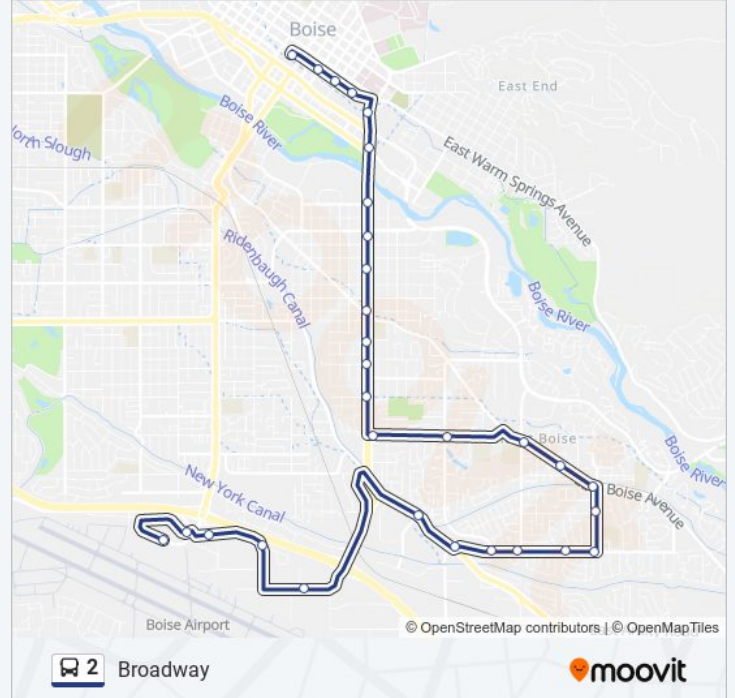 Boise
East End
Boise River
North Slough
East Warm Springs Avenue
Ridenbaugh Canal
Boise River
Boise
Boise River
Boise Avenue
New York Canal
Boise Airport
© OpenStreetMap contributors | © OpenMapTiles
2 Broadway
moovit